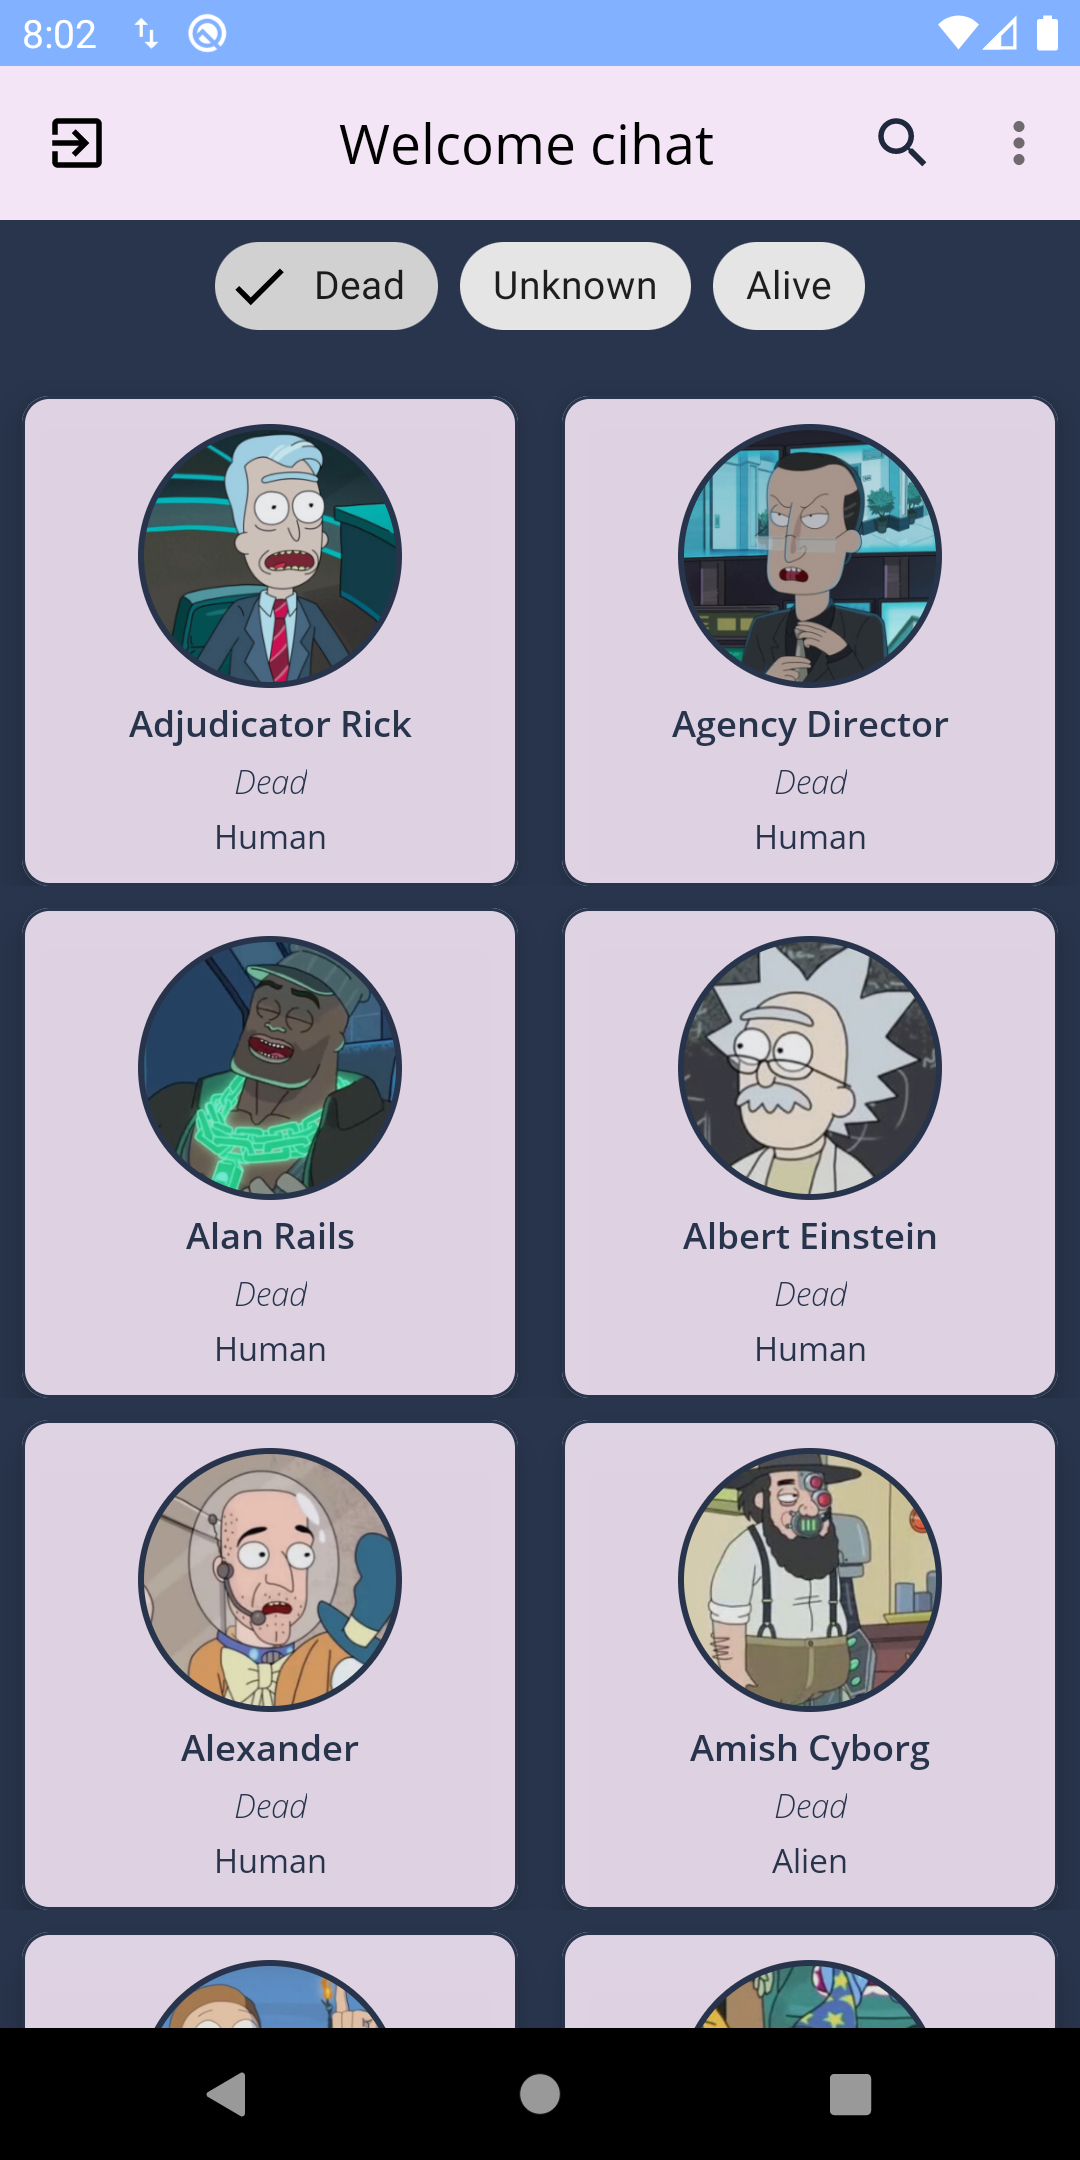 8:02
Welcome cihat
Dead Unknown Alive
Adjudicator Rick Agency Director
Dead Dead
Human Human
Alan Rails Albert Einstein
Dead Dead
Human Human
Alexander Amish Cyborg
Dead Dead
Human Alien